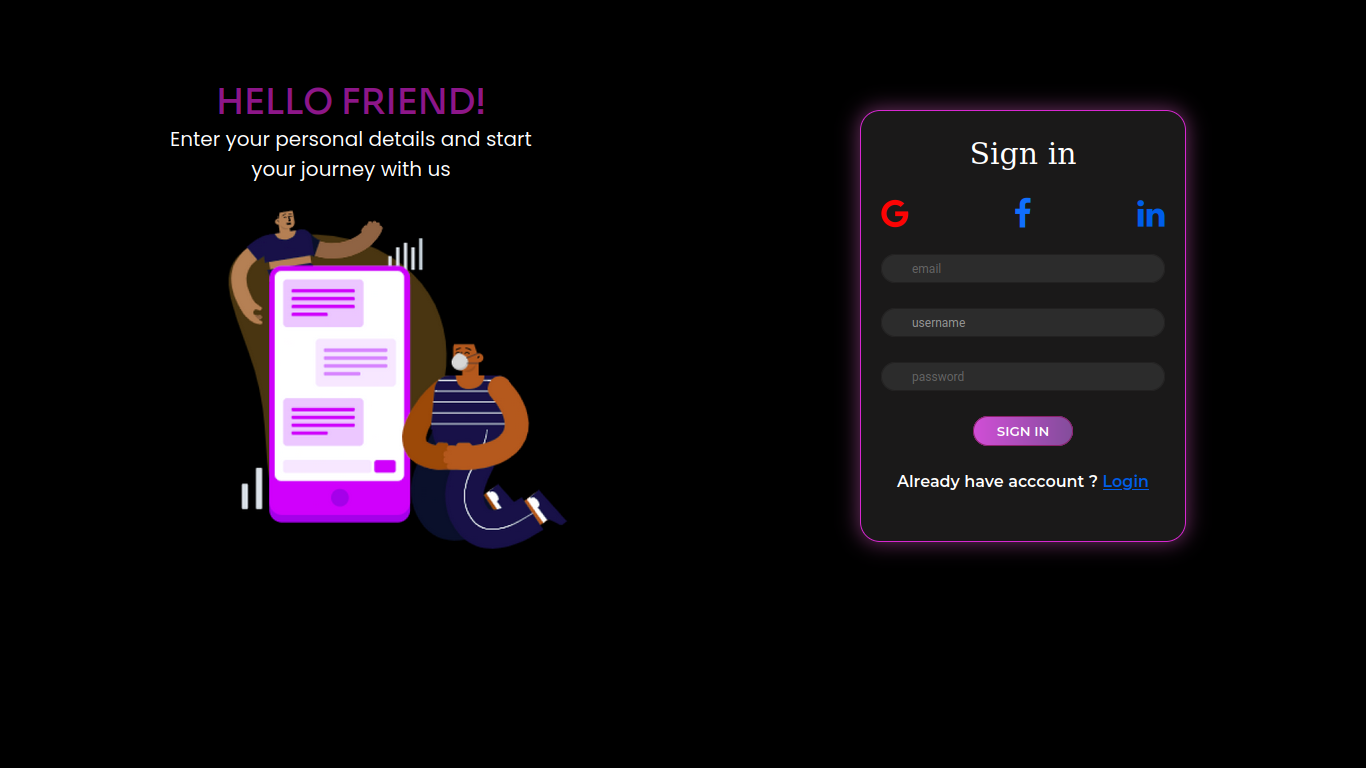 HELLO FRIEND!
Enter your personal details and start
your journey with us
Sign in
email
username
password
SIGN IN
Already have acccount ? Login